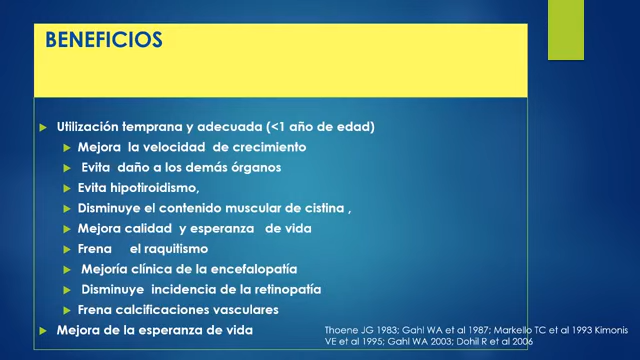 BENEFICIOS
Utilización temprana y adecuada (<1 año de edad)
Mejora la velocidad de crecimiento
Evita daño a los demás órganos
Evita hipotiroidismo,
Disminuye el contenido muscular de cistina ,
Mejora calidad y esperanza de vida
Frena el raquitismo
Mejoría clínica de la encefalopatía
Disminuye incidencia de la retinopatía
Frena calcificaciones vasculares
Mejora de la esperanza de vida
Thoene JG 1983; Gahl WA et al 1987; Markello TC et al 1993 Kimonis
VE et al 1995; Gahl WA 2003; Dohil R et al 2006